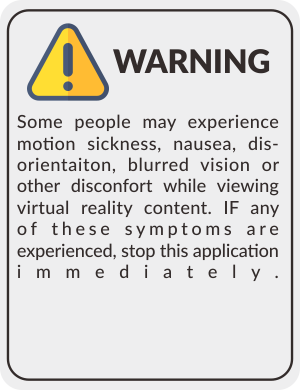 WARNING
Some people may experience
motion sickness, nausea, dis-
orientaiton, blurred vision or
other disconfort while viewing
virtual reality content. IF any
of these symptoms are
experienced, stop this application
immediately.